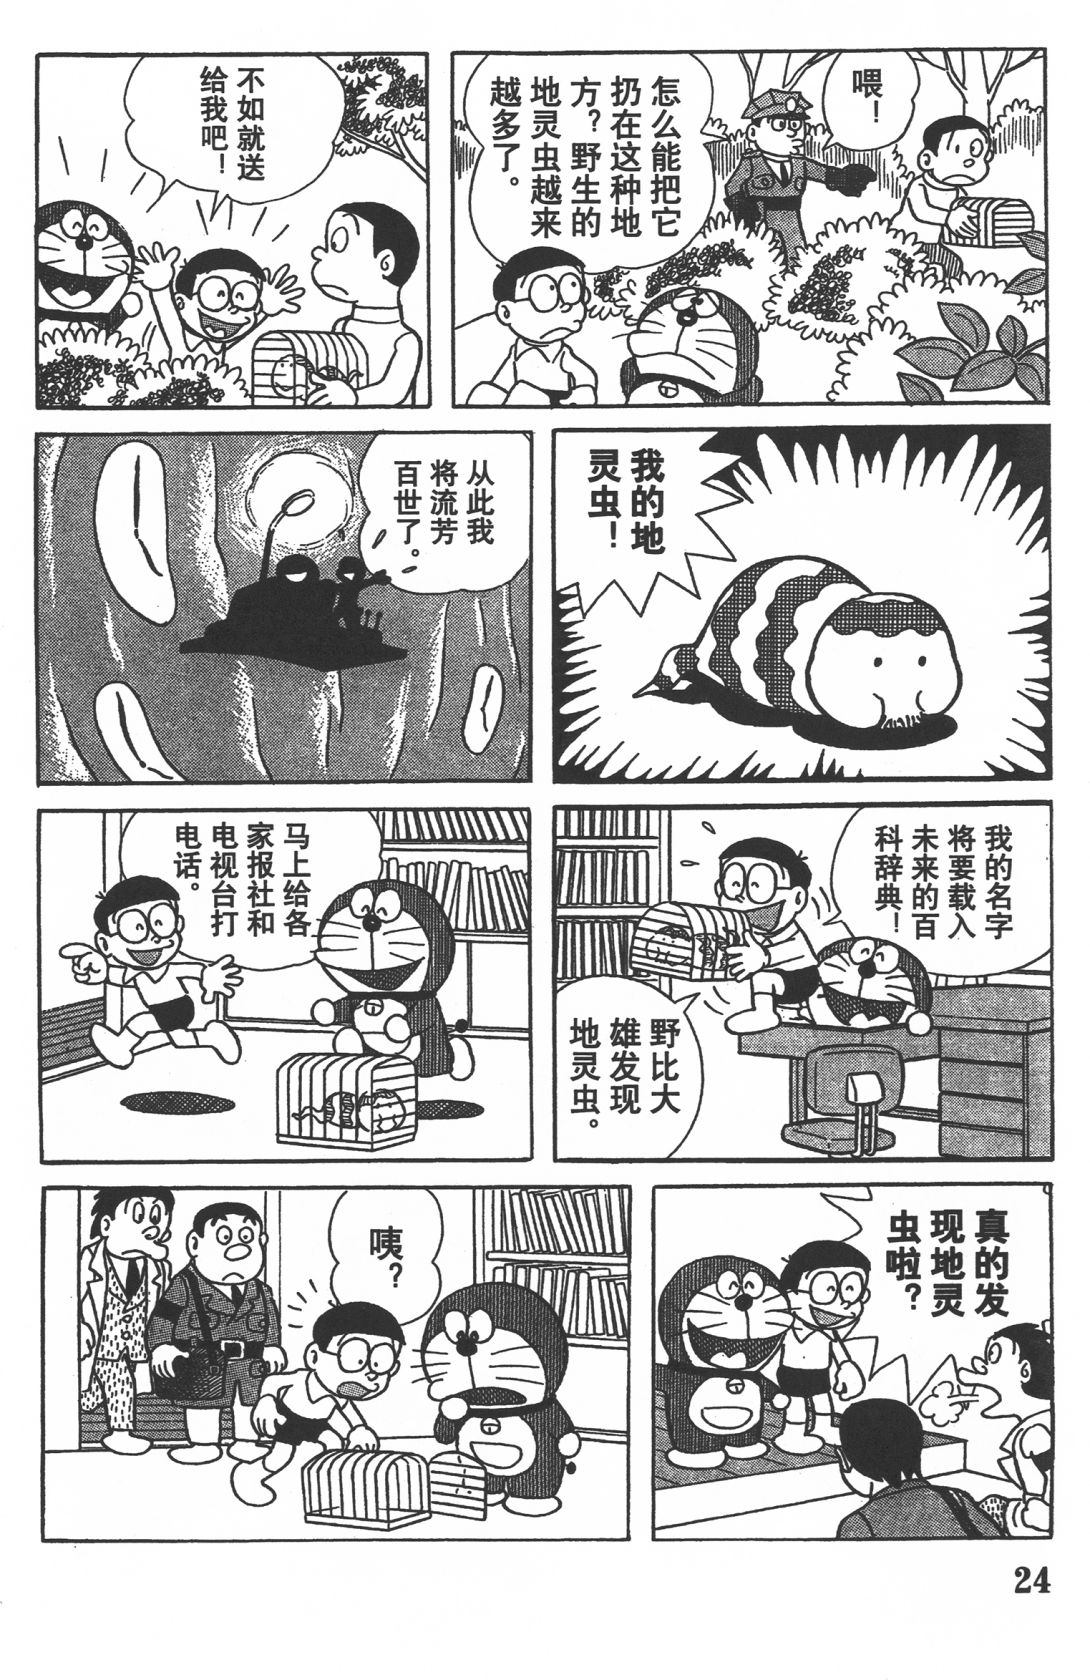 喂！
怎么能把它
扔在这种地
方？野生的
地灵虫越来
越多了。
不如就送
给我吧！
我的地
灵虫！
从此我
将流芳
百世了。
我的名字
将要载入
未来的百
科辞典！
野比大
雄发现
地灵虫。
马上给各
家报社和
电视台打
电话。
真的发
现地灵
虫啦？
咦？
24